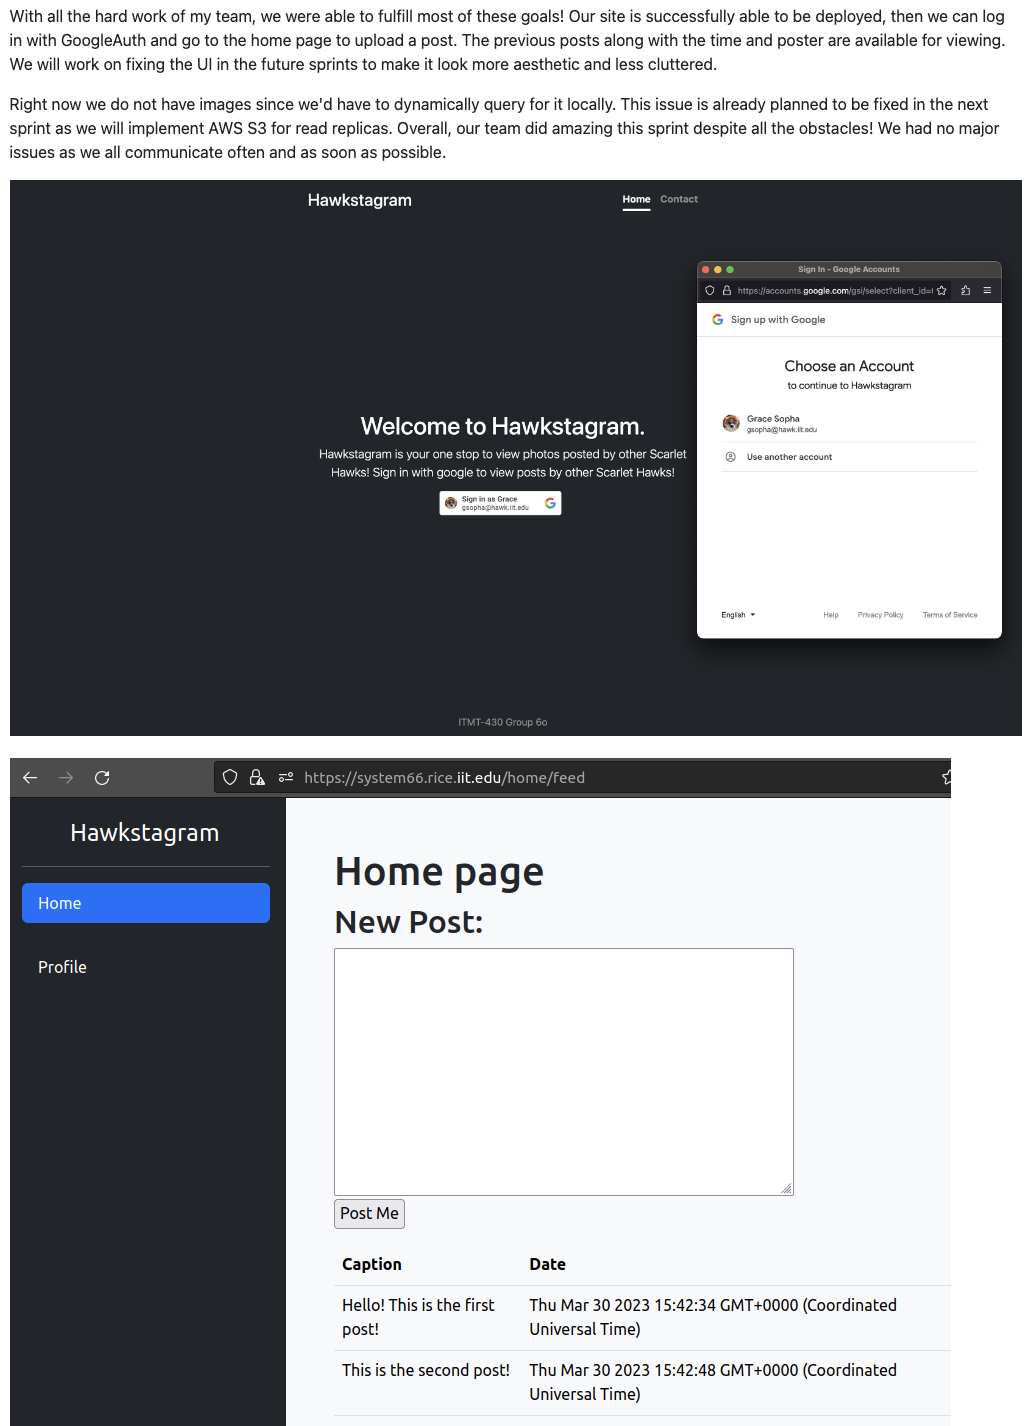 With all the hard work of my team, we were able to fulfill most of these goals! Our site is successfully able to be deployed, then we can log
in with GoogleAuth and go to the home page to upload a post. The previous posts along with the time and poster are available for viewing.
We will work on fixing the UI in the future sprints to make it look more aesthetic and less cluttered.
Right now we do not have images since we'd have to dynamically query for it locally. This issue is already planned to be fixed in the next
sprint as we will implement AWS S3 for read replicas. Overall, our team did amazing this sprint despite all the obstacles! We had no major
issues as we all communicate often and as soon as possible.
Hawkstagram
Home Contact
Sign In - Google Accounts
https://accounts.google.com/gsi/select?client_id=
Sign up with Google
Choose an Account
to continue to Hawkstagram
Grace Sopha
gsopha@hawk.iit.edu
Use another account
English
Help Privacy Policy Terms of Service
Welcome to Hawkstagram.
Hawkstagram is your one stop to view photos posted by other Scarlet
Hawks! Sign in with google to view posts by other Scarlet Hawks!
Sign in as Grace
gsopha@hawk.iit.edu
ITMT-430 Group 6o
https://system66.rice.iit.edu/home/feed
Hawkstagram
Home
Profile
Home page
New Post:
Post Me
Caption Date
Hello! This is the first Thu Mar 30 2023 15:42:34 GMT+0000 (Coordinated
post! Universal Time)
This is the second post! Thu Mar 30 2023 15:42:48 GMT+0000 (Coordinated
Universal Time)